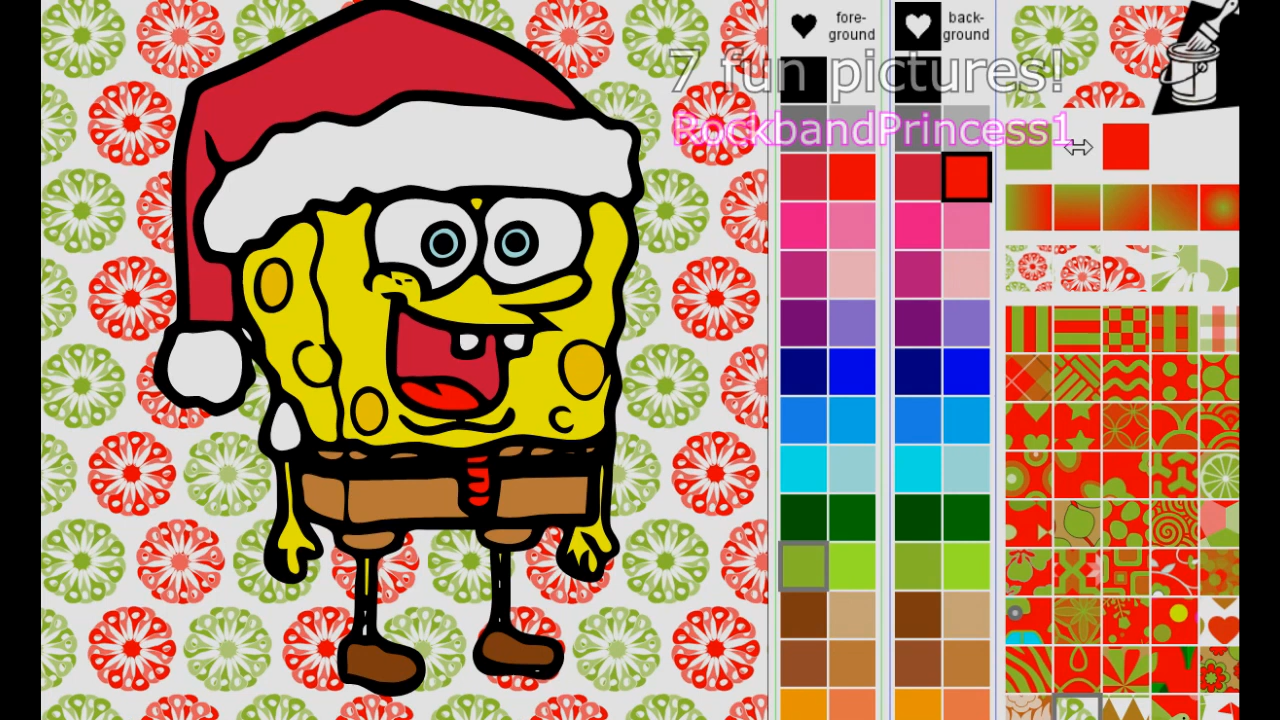 fore-
ground
back-
ground
7 fun pictures!
RockbandPrincess1